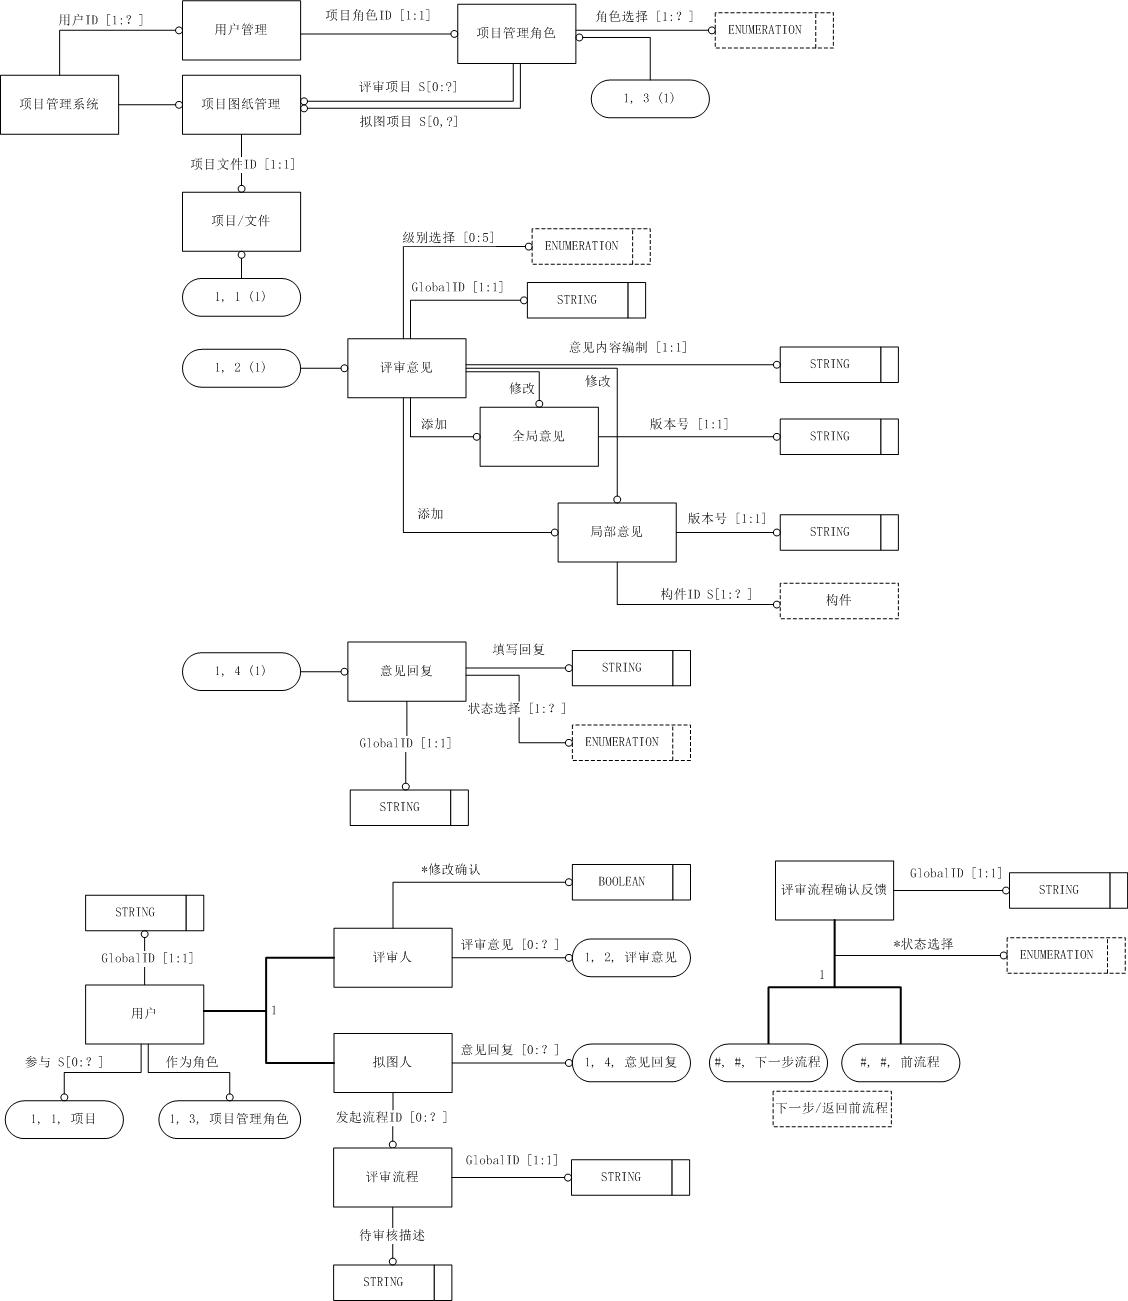 用户ID [1:? ]
用户管理
项目角色ID [1:1]
项目管理角色
角色选择 [1:? ]
ENUMERATION
项目管理系统
项目图纸管理
评审项目 S[0:?]
拟图项目 S[0,?]
1, 3 (1)
项目文件ID [1:1]
项目/文件
1, 1 (1)
级别选择 [0:5]
ENUMERATION
GlobalID [1:1]
STRING
1, 2 (1)
评审意见
意见内容编制 [1:1]
STRING
修改
修改
添加
全局意见
版本号 [1:1]
STRING
添加
局部意见
版本号 [1:1]
STRING
构件ID S[1:? ]
构件
1, 4 (1)
意见回复
填写回复
STRING
状态选择 [1:? ]
ENUMERATION
GlobalID [1:1]
STRING
*修改确认
BOOLEAN
评审流程确认反馈
GlobalID [1:1]
STRING
STRING
GlobalID [1:1]
评审人
评审意见 [0:? ]
1, 2, 评审意见
*状态选择
ENUMERATION
1
用户
1
拟图人
意见回复 [0:? ]
1, 4, 意见回复
#, #, 下一步流程
#, #, 前流程
参与 S[0:? ]
作为角色
1, 1, 项目
1, 3, 项目管理角色
发起流程ID [0:? ]
下一步/返回前流程
评审流程
GlobalID [1:1]
STRING
待审核描述
STRING